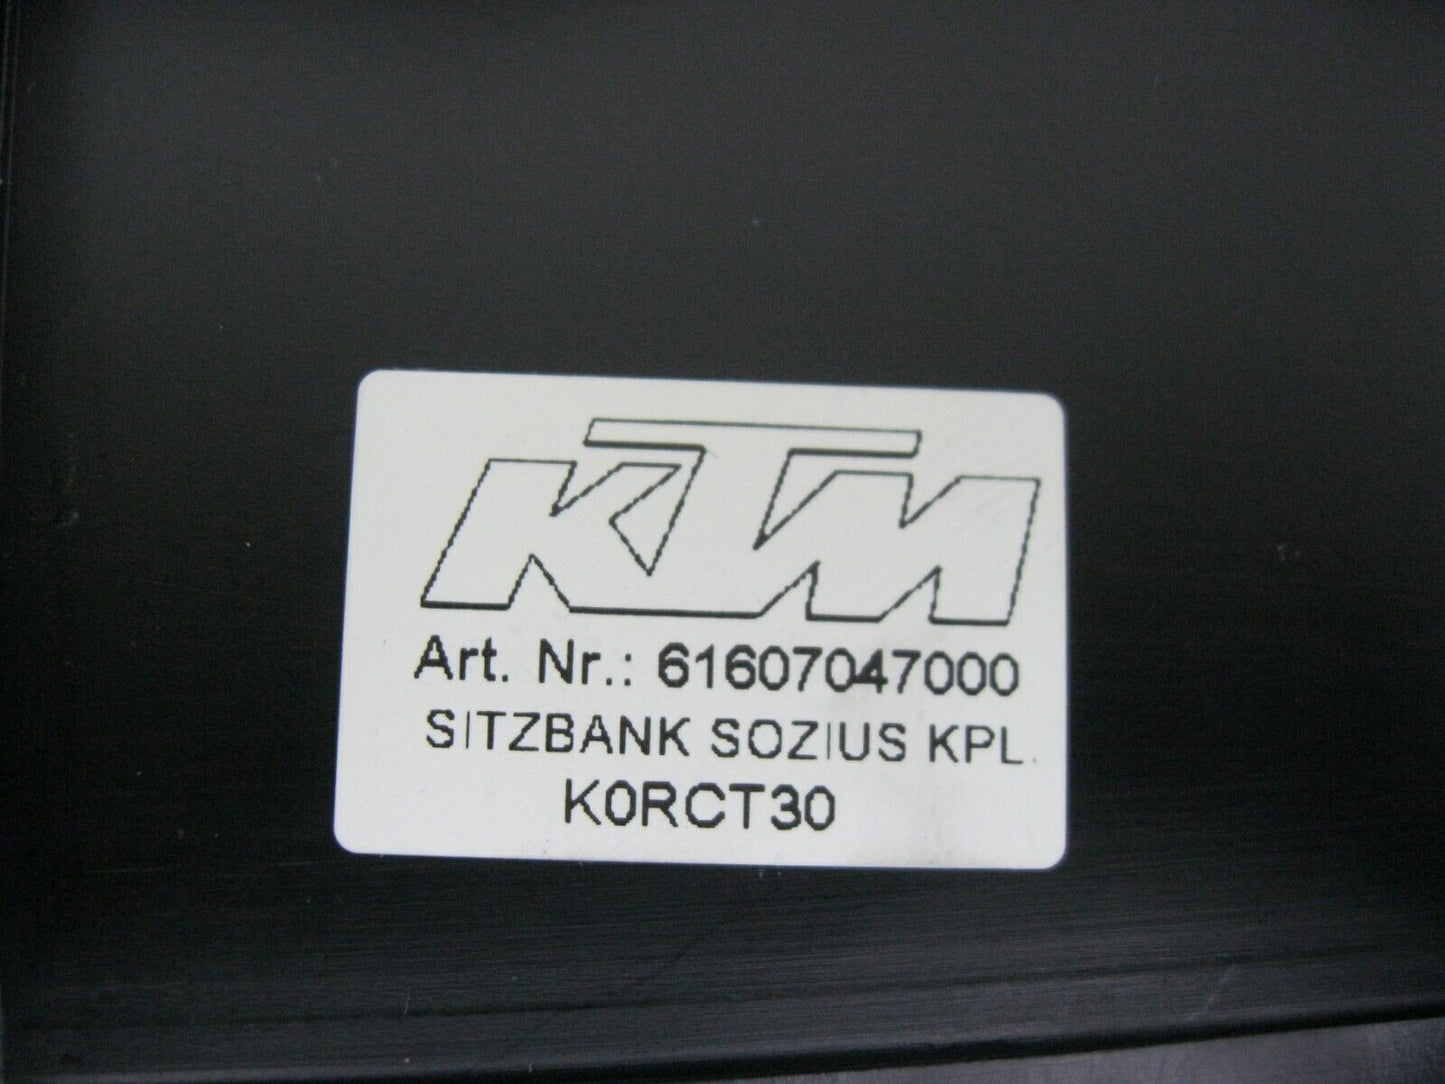 KTM
Art. Nr.: 61607047000
SITZBANK SOZIUS KPL.
K0RCT30